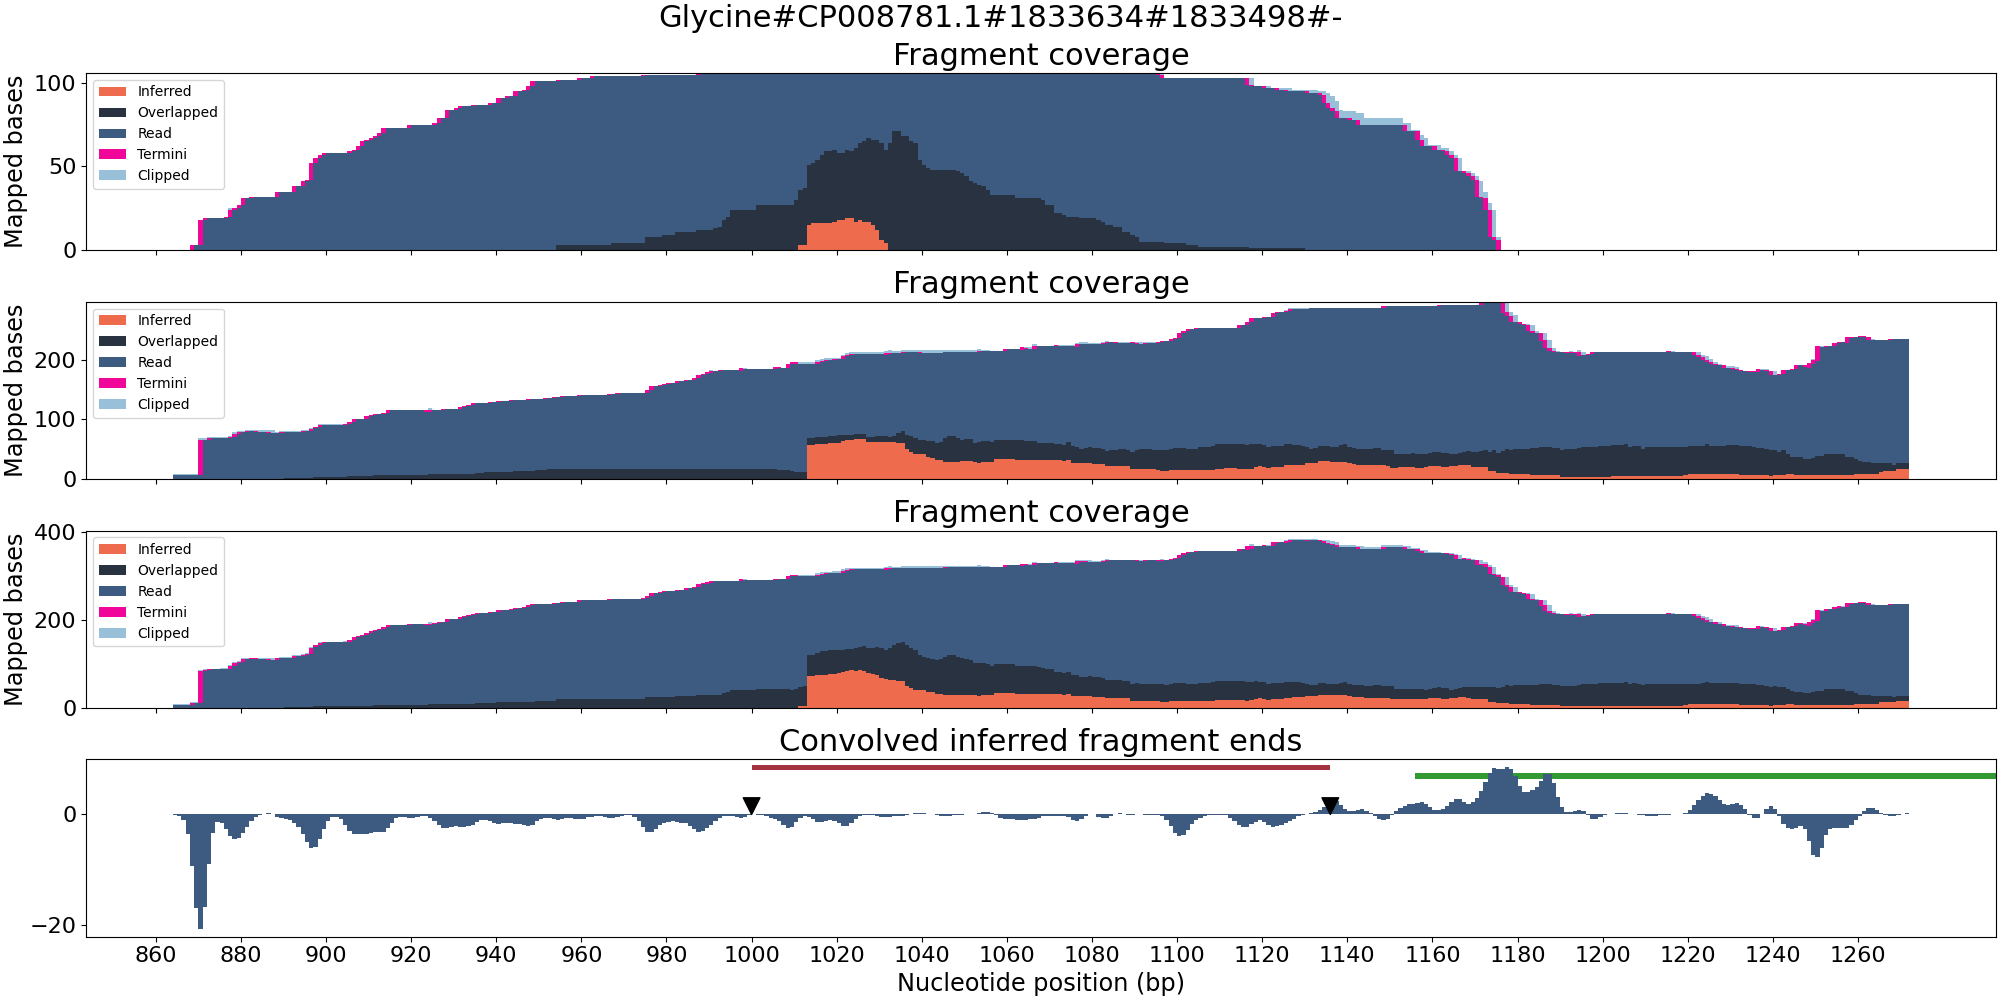 Glycine#CP008781.1#1833634#1833498#-
Fragment coverage
Mapped bases
100
50
0
Inferred
Overlapped
Read
Termini
Clipped
Fragment coverage
Mapped bases
200
100
0
Inferred
Overlapped
Read
Termini
Clipped
Fragment coverage
Mapped bases
400
200
0
Inferred
Overlapped
Read
Termini
Clipped
Convolved inferred fragment ends
0
−20
860 880 900 920 940 960 980 1000 1020 1040 1060 1080 1100 1120 1140 1160 1180 1200 1220 1240 1260
Nucleotide position (bp)